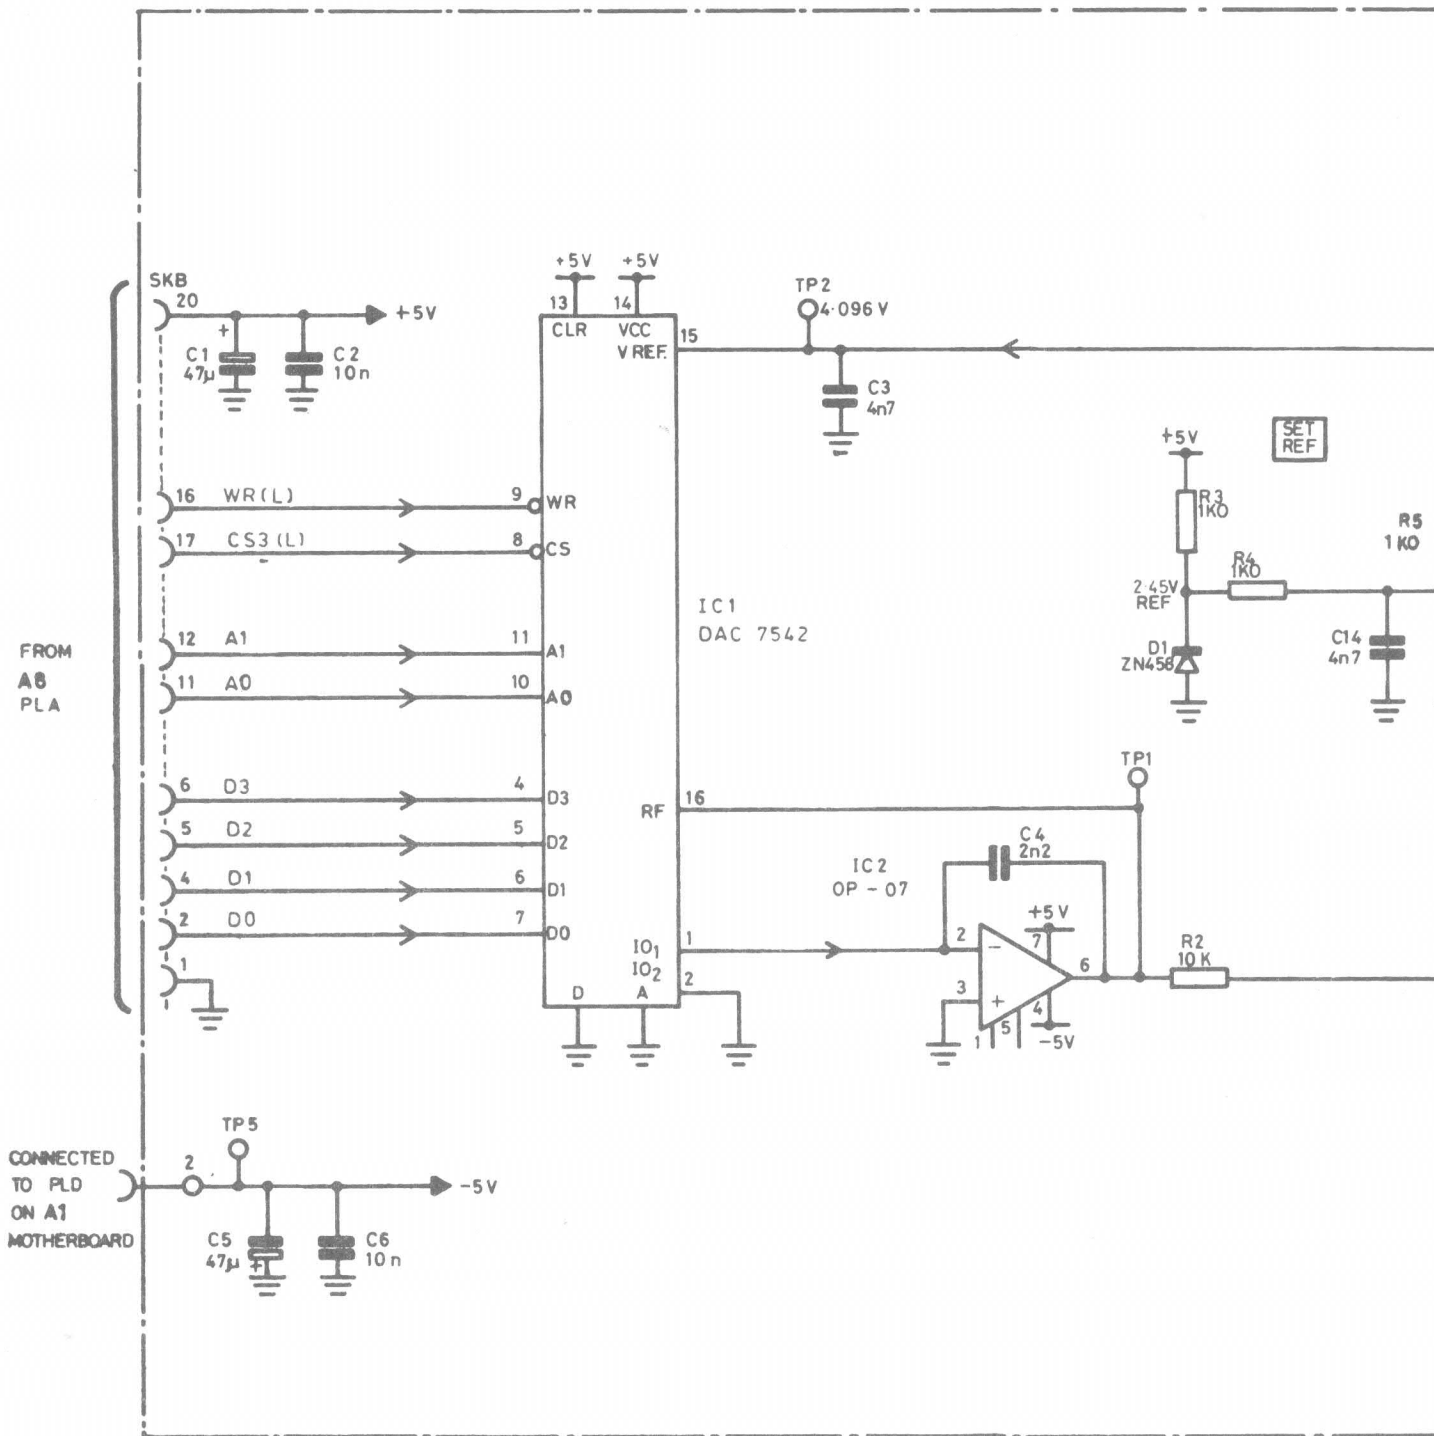 SKB
20
+5V
+
C1
47µ
C2
10n
+5V
+5V
13
14
CLR
VCC
V REF.
15
TP2
4·096 V
C3
4n7
SET
REF
+5V
R3
1K0
R5
1K0
R4
1K0
2·45V
REF
D1
ZN458
C14
4n7
16
WR(L)
9
WR
17
CS3(L)
8
CS
IC1
DAC 7542
FROM
A8
PLA
12
A1
11
A1
11
A0
10
A0
6
D3
4
D3
5
D2
5
D2
4
D1
6
D1
2
D0
7
D0
1
RF
16
TP1
C4
2n2
IC2
OP-07
IO1
1
IO2
2
D
A
+5V
2
7
−
6
3
+
4
5
1
-5V
R2
10K
TP5
2
CONNECTED
TO PLD
ON A1
MOTHERBOARD
-5V
C5
47µ
+
C6
10n